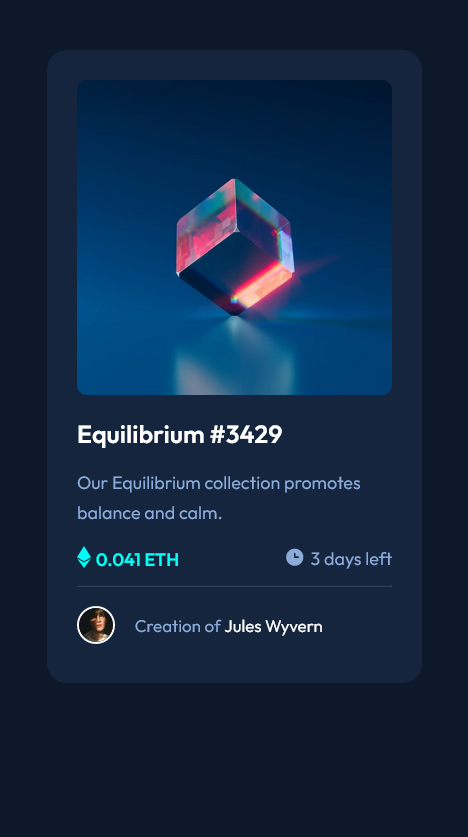 Equilibrium #3429
Our Equilibrium collection promotes
balance and calm.
0.041 ETH
3 days left
Creation of Jules Wyvern